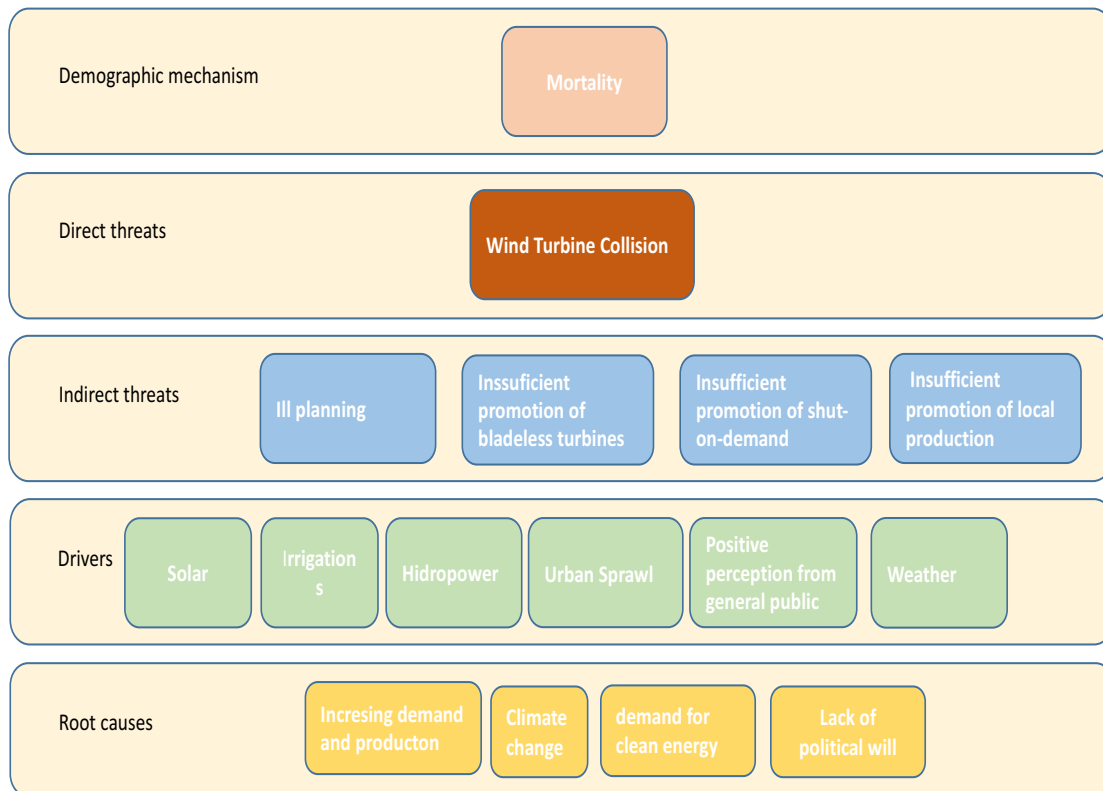 Demographic mechanism
Mortality
Direct threats
Wind Turbine Collision
Indirect threats
Ill planning
Inssuficient
promotion of
bladeless turbines
Insufficient
promotion of shut-
on-demand
Insufficient
promotion of local
production
Drivers
Solar
Irrigation
s
Hidropower
Urban Sprawl
Positive
perception from
general public
Weather
Root causes
Incresing demand
and producton
Climate
change
demand for
clean energy
Lack of
political will